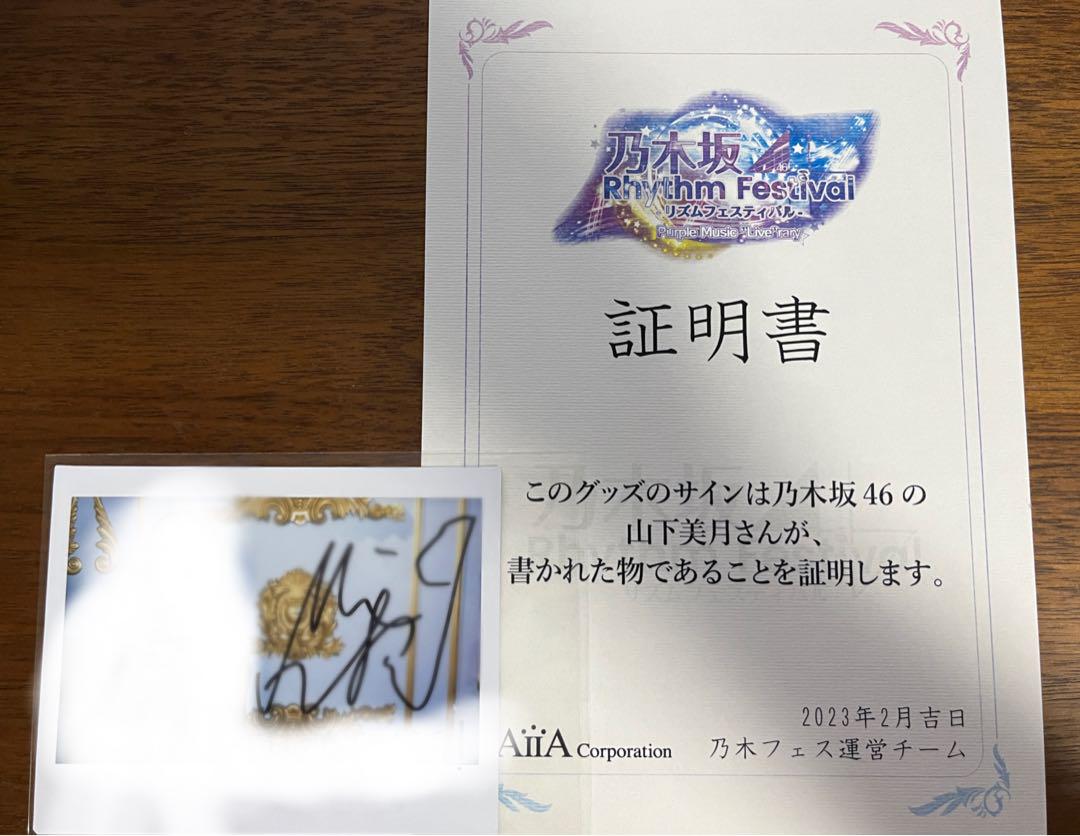 乃木坂46
Rhythm Festival
-リズムフェスティバル-
Purple Music "Live"rary
証明書
このグッズのサインは乃木坂46の
山下美月さんが、
書かれた物であることを証明します。
2023年2月吉日
AiiA Corporation 乃木フェス運営チーム